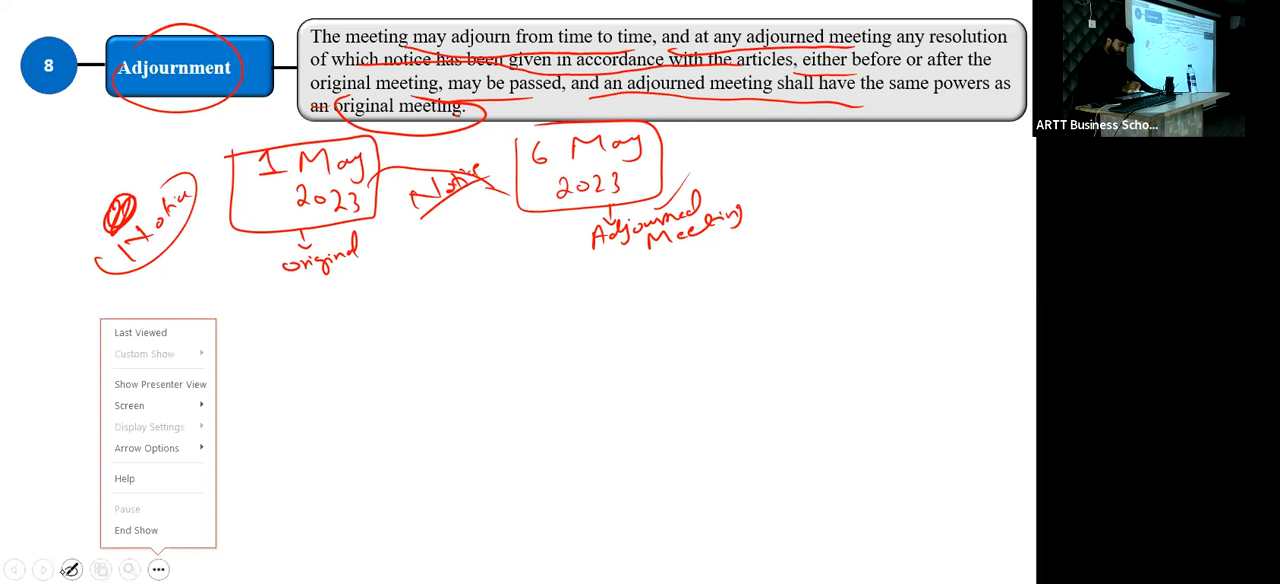 8
Adjournment
The meeting may adjourn from time to time, and at any adjourned meeting any resolution
of which notice has been given in accordance with the articles, either before or after the
original meeting, may be passed, and an adjourned meeting shall have the same powers as
an original meeting.
ARTT Business Scho...
1 May
2023
Notice
6 May
2023
Notice
original
Adjourned
Meeting
Last Viewed
Custom Show
Show Presenter View
Screen
Display Settings
Arrow Options
Help
Pause
End Show